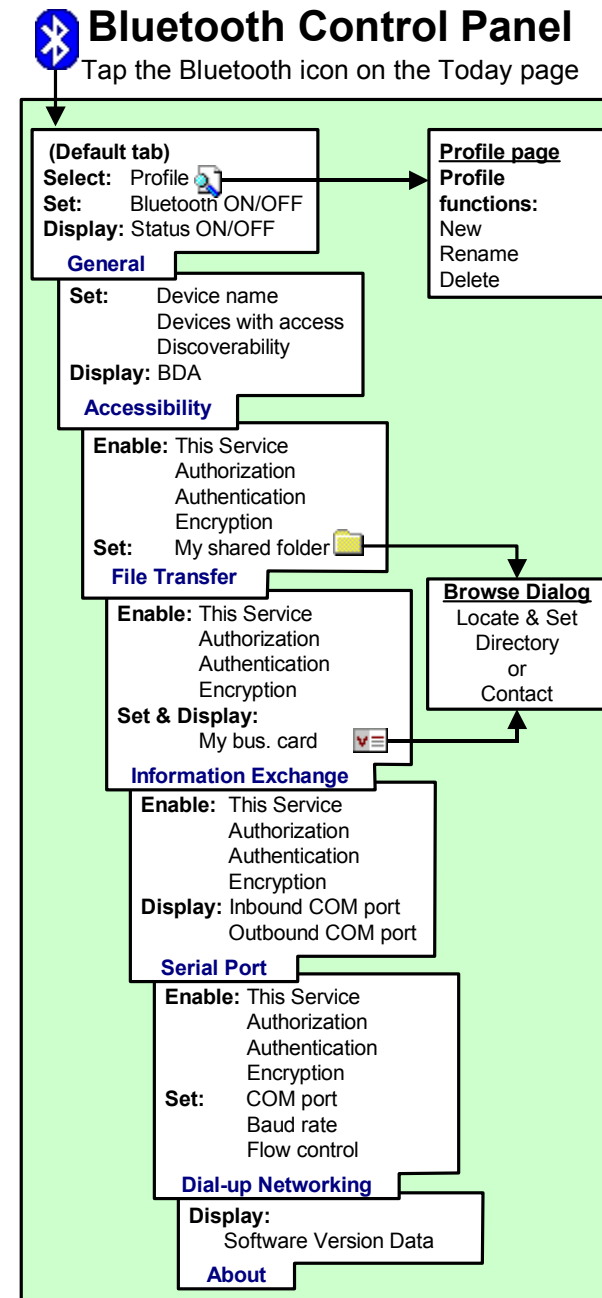 Bluetooth Control Panel
Tap the Bluetooth icon on the Today page
(Default tab)
Select: Profile
Set: Bluetooth ON/OFF
Display: Status ON/OFF
General
Profile page
Profile
functions:
New
Rename
Delete
Set: Device name
Devices with access
Discoverability
Display: BDA
Accessibility
Enable: This Service
Authorization
Authentication
Encryption
Set: My shared folder
File Transfer
Browse Dialog
Locate & Set
Directory
or
Contact
Enable: This Service
Authorization
Authentication
Encryption
Set & Display:
My bus. card
Information Exchange
Enable: This Service
Authorization
Authentication
Encryption
Display: Inbound COM port
Outbound COM port
Serial Port
Enable: This Service
Authorization
Authentication
Encryption
Set: COM port
Baud rate
Flow control
Dial-up Networking
Display:
Software Version Data
About